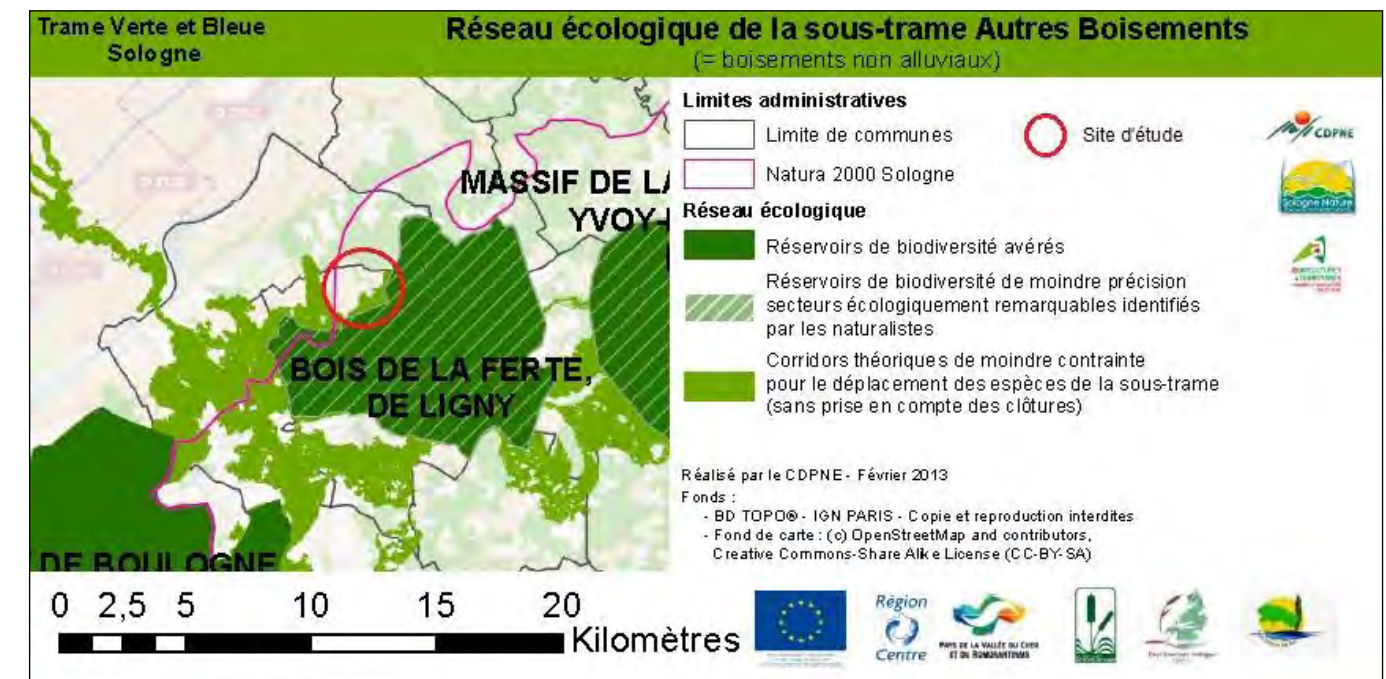 Trame Verte et Bleue
Sologne
Réseau écologique de la sous-trame Autres Boisements
(= boisements non alluviaux)
MASSIF DE LA
YVOY-
BOIS DE LA FERTE,
DE LIGNY
DE BOULOGNE
Limites administratives
Limite de communes
Site d'étude
Natura 2000 Sologne
Réseau écologique
Réservoirs de biodiversité avérés
Réservoirs de biodiversité de moindre précision
secteurs écologiquement remarquables identifiés
par les naturalistes
Corridors théoriques de moindre contrainte
pour le déplacement des espèces de la sous-trame
(sans prise en compte des clôtures)
CDPNE
Sologne Nature
Réalisé par le CDPNE - Février 2013
Fonds :
- BD TOPO® - IGN PARIS - Copie et reproduction interdites
- Fond de carte : (c) OpenStreetMap and contributors,
Creative Commons-Share Alike License (CC-BY-SA)
0 2,5 5 10 15 20
Kilomètres
Région
Centre
PAYS DE LA VALLÉE DU CHER
ET DU ROMORANTINAIS